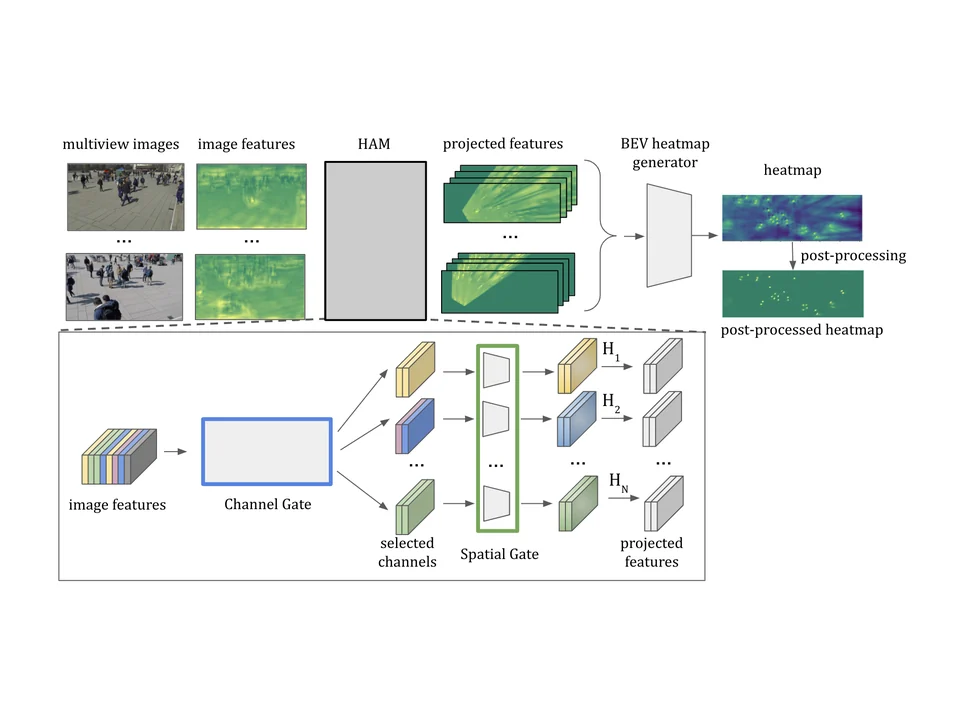 multiview images
image features
HAM
projected features
BEV heatmap
generator
heatmap
...
...
...
post-processing
post-processed heatmap
H1
H2
...
...
...
...
HN
image features
Channel Gate
selected
channels
Spatial Gate
projected
features